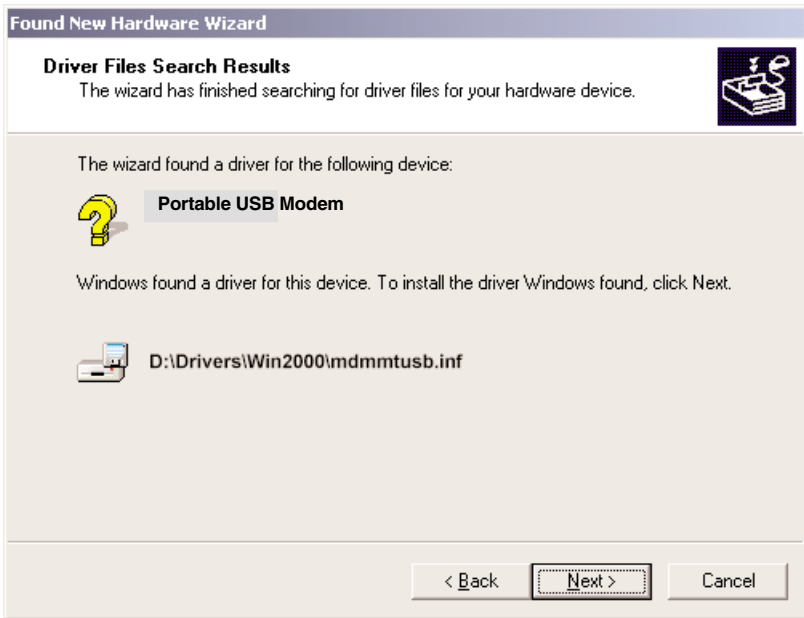 Found New Hardware Wizard
Driver Files Search Results
The wizard has finished searching for driver files for your hardware device.
The wizard found a driver for the following device:
Portable USB Modem
Windows found a driver for this device. To install the driver Windows found, click Next.
D:\Drivers\Win2000\mdmmtusb.inf
< Back
Next >
Cancel